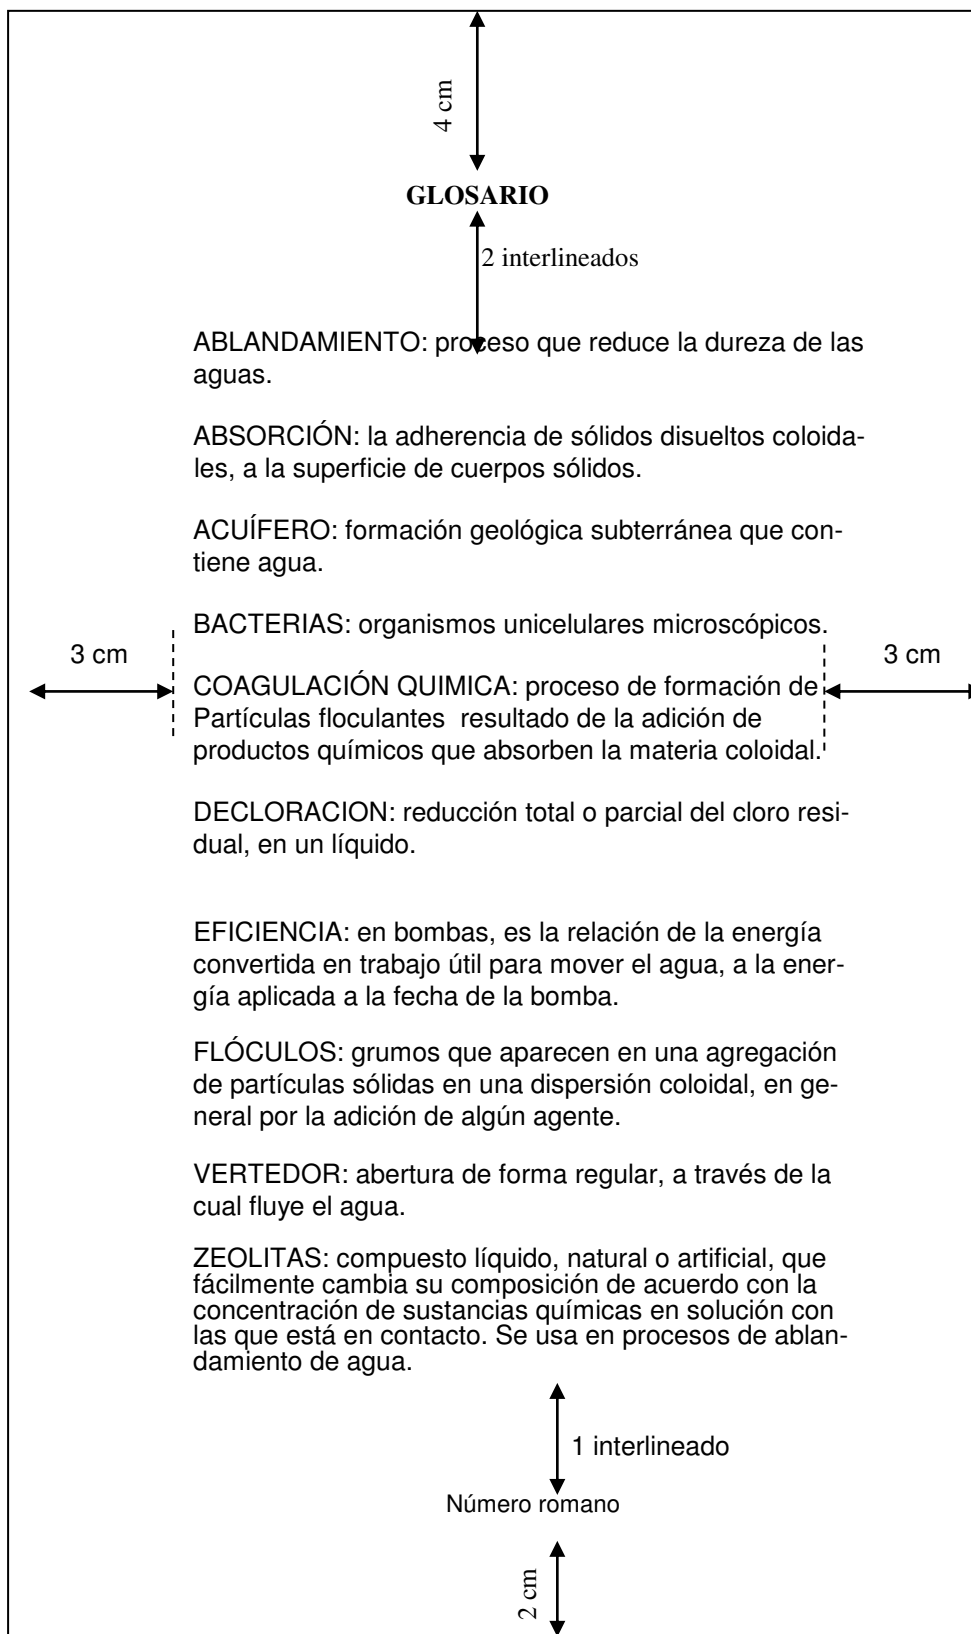 4 cm
GLOSARIO
2 interlineados
ABLANDAMIENTO: proceso que reduce la dureza de las
aguas.
ABSORCIÓN: la adherencia de sólidos disueltos coloida-
les, a la superficie de cuerpos sólidos.
ACUÍFERO: formación geológica subterránea que con-
tiene agua.
BACTERIAS: organismos unicelulares microscópicos.
3 cm
3 cm
COAGULACIÓN QUIMICA: proceso de formación de
Partículas floculantes  resultado de la adición de
productos químicos que absorben la materia coloidal.
DECLORACION: reducción total o parcial del cloro resi-
dual, en un líquido.
EFICIENCIA: en bombas, es la relación de la energía
convertida en trabajo útil para mover el agua, a la ener-
gía aplicada a la fecha de la bomba.
FLÓCULOS: grumos que aparecen en una agregación
de partículas sólidas en una dispersión coloidal, en ge-
neral por la adición de algún agente.
VERTEDOR: abertura de forma regular, a través de la
cual fluye el agua.
ZEOLITAS: compuesto líquido, natural o artificial, que
fácilmente cambia su composición de acuerdo con la
concentración de sustancias químicas en solución con
las que está en contacto. Se usa en procesos de ablan-
damiento de agua.
1 interlineado
Número romano
2 cm